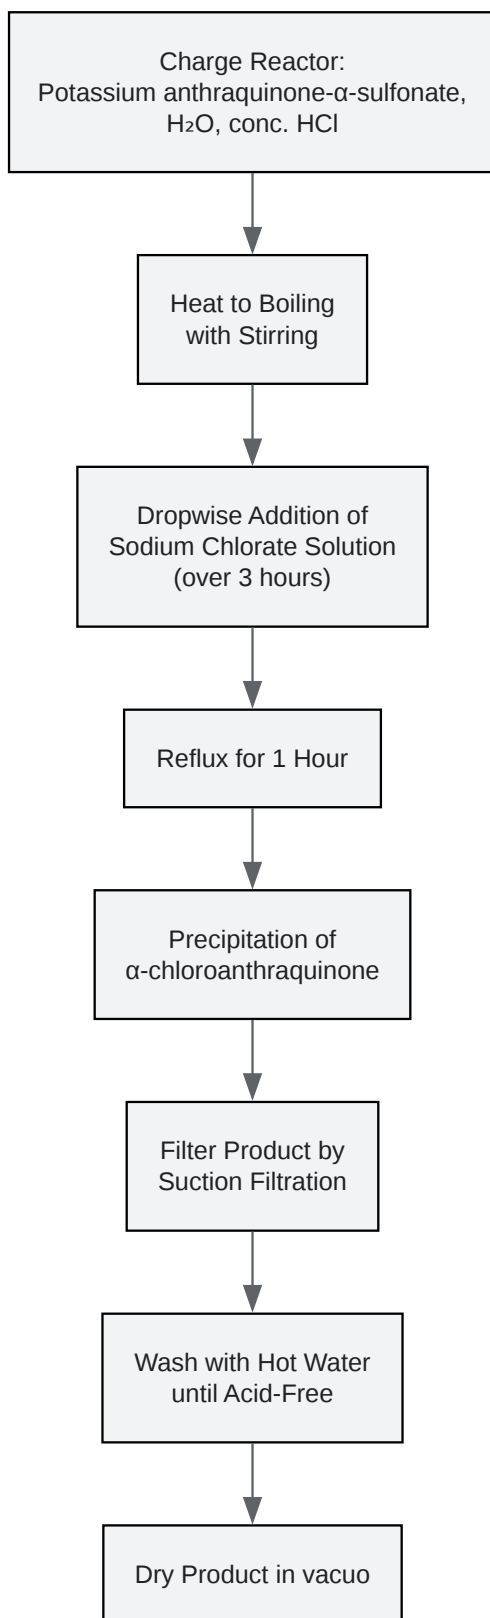 Charge Reactor:
Potassium anthraquinone-α-sulfonate,
H₂O, conc. HCl
Heat to Boiling
with Stirring
Dropwise Addition of
Sodium Chlorate Solution
(over 3 hours)
Reflux for 1 Hour
Precipitation of
α-chloroanthraquinone
Filter Product by
Suction Filtration
Wash with Hot Water
until Acid-Free
Dry Product in vacuo